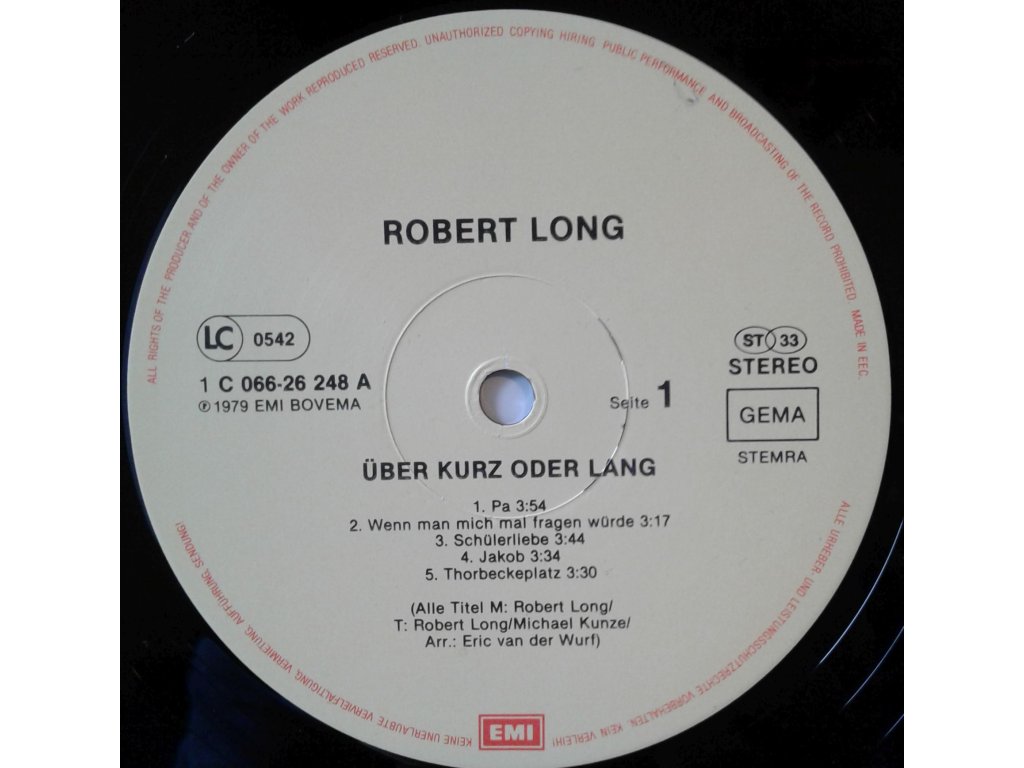 ALL RIGHTS OF THE PRODUCER AND OF THE OWNER OF THE WORK REPRODUCED RESERVED. UNAUTHORIZED COPYING HIRING. PUBLIC PERFORMANCE AND BROADCASTING OF THE RECORD PROHIBITED. MADE IN EEC.
ROBERT LONG
LC 0542
1 C 066-26 248 A
℗ 1979 EMI BOVEMA
ST 33
STEREO
Seite 1
GEMA
STEMRA
ÜBER KURZ ODER LANG
1. Pa 3:54
2. Wenn man mich mal fragen würde 3:17
3. Schülerliebe 3:44
4. Jakob 3:34
5. Thorbeckeplatz 3:30
(Alle Titel M: Robert Long/
T: Robert Long/Michael Kunze/
Arr.: Eric van der Wurf)
ALLE URHEBER- UND LEISTUNGSSCHUTZRECHTE VORBEHALTEN. KEIN VERLEIH!
KEINE UNERLAUBTE VERVIELFÄLTIGUNG, VERMIETUNG, AUFFÜHRUNG, SENDUNG!
EMI